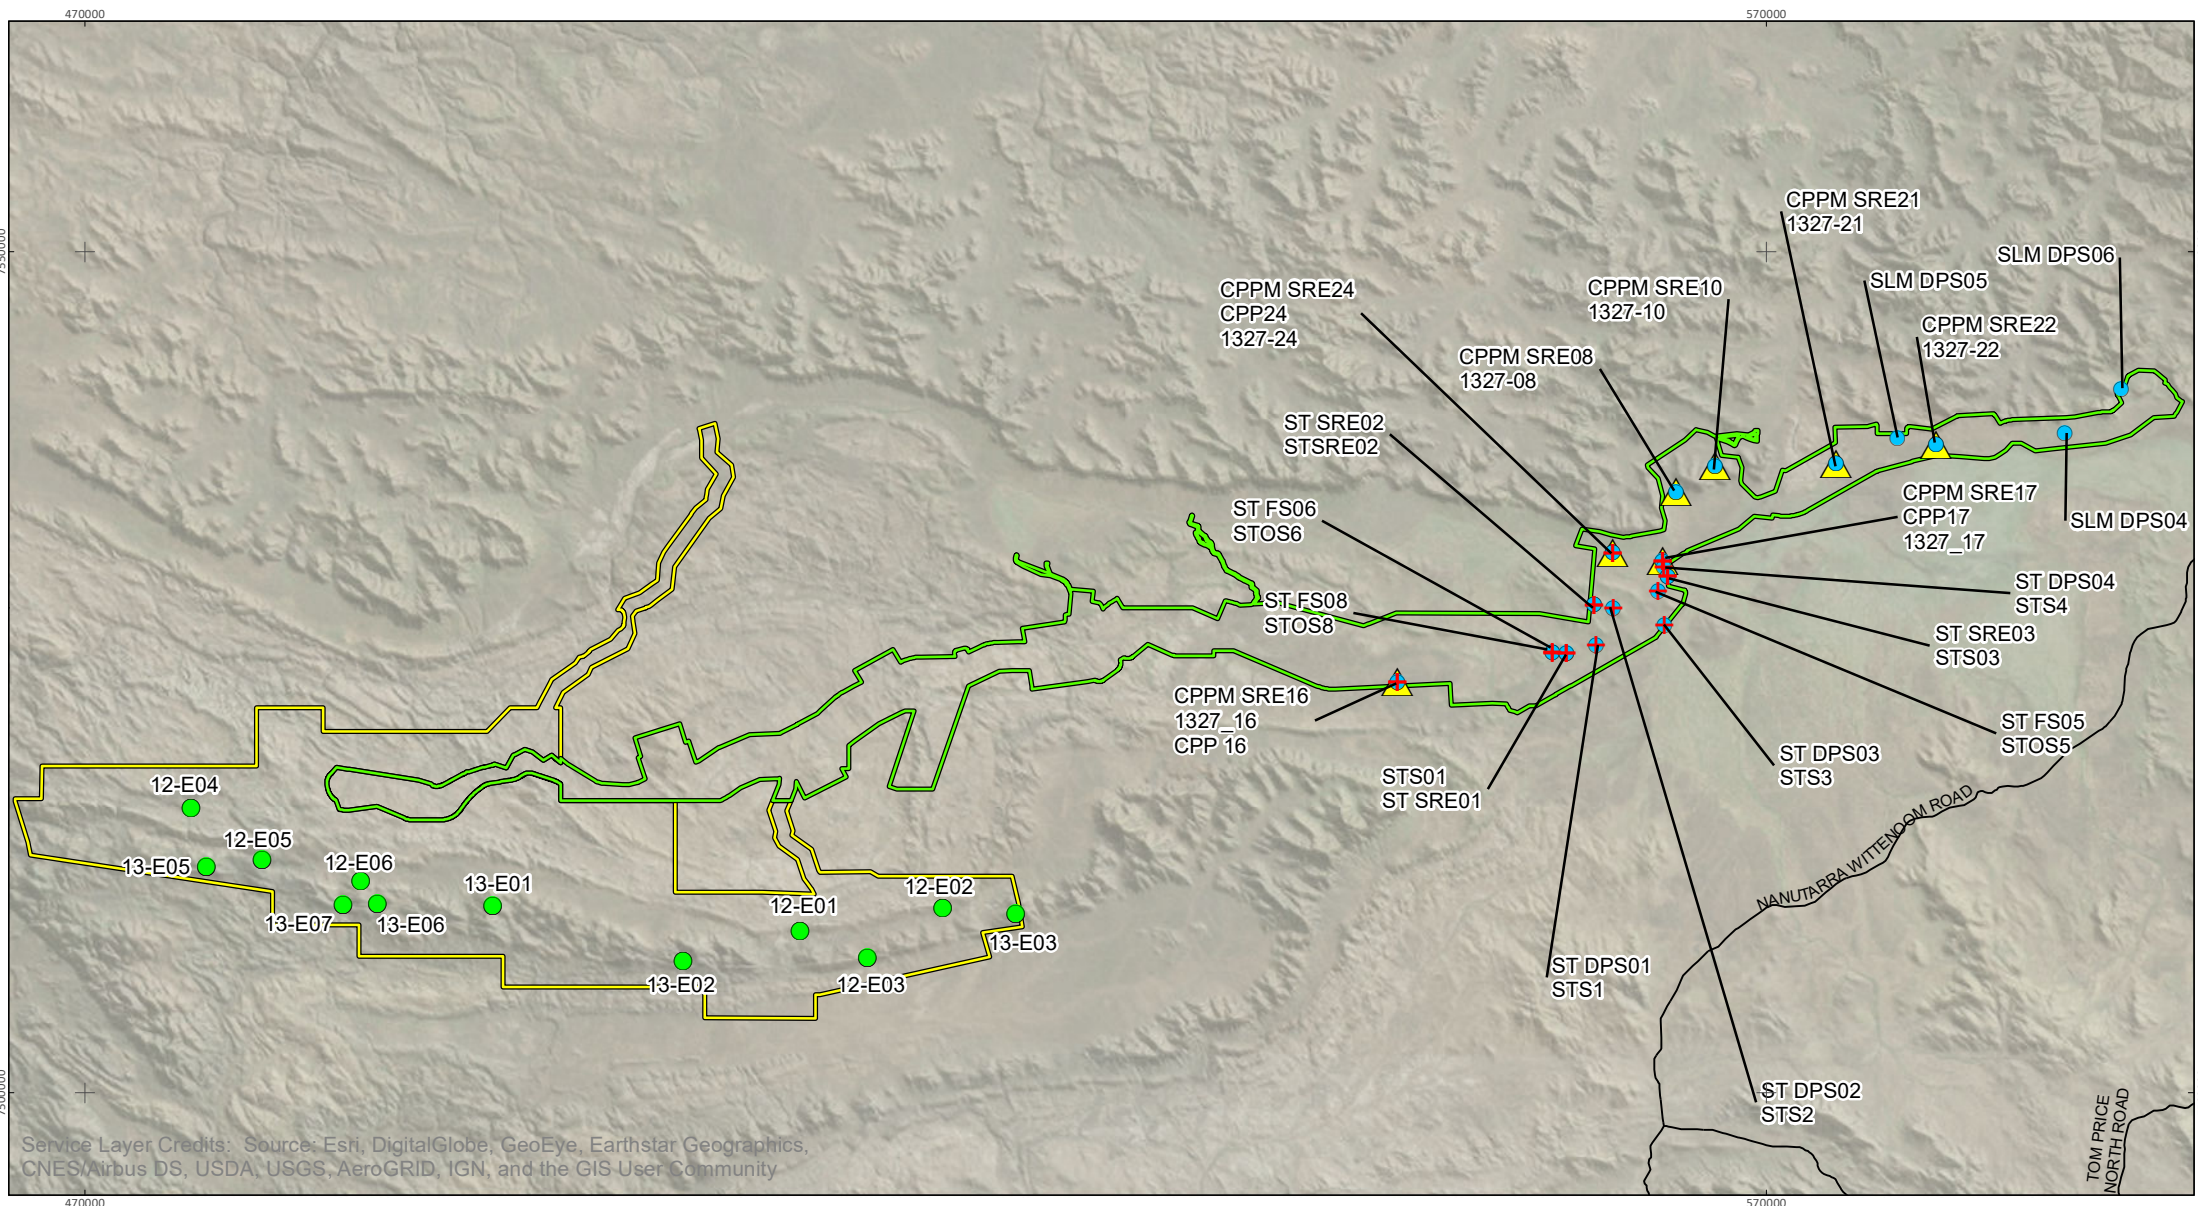 470000
570000
CPPM SRE21
1327-21
SLM DPS06
SLM DPS05
CPPM SRE24
CPP24
1327-24
CPPM SRE10
1327-10
CPPM SRE22
1327-22
CPPM SRE08
1327-08
ST SRE02
STSRE02
CPPM SRE17
CPP17
1327_17
SLM DPS04
ST FS06
STOS6
ST DPS04
STS4
ST FS08
STOS8
ST SRE03
STS03
CPPM SRE16
1327_16
CPP 16
ST FS05
STOS5
ST DPS03
STS3
STS01
ST SRE01
12-E04
12-E05
13-E05
12-E06
13-E01
13-E07
13-E06
12-E02
12-E01
13-E03
13-E02
12-E03
NANUTARRA WITTENOOM ROAD
ST DPS01
STS1
ST DPS02
STS2
TOM PRICE
NORTH ROAD
Service Layer Credits: Source: Esri, DigitalGlobe, GeoEye, Earthstar Geographics,
CNES/Airbus DS, USDA, USGS, AeroGRID, IGN, and the GIS User Community
470000
570000